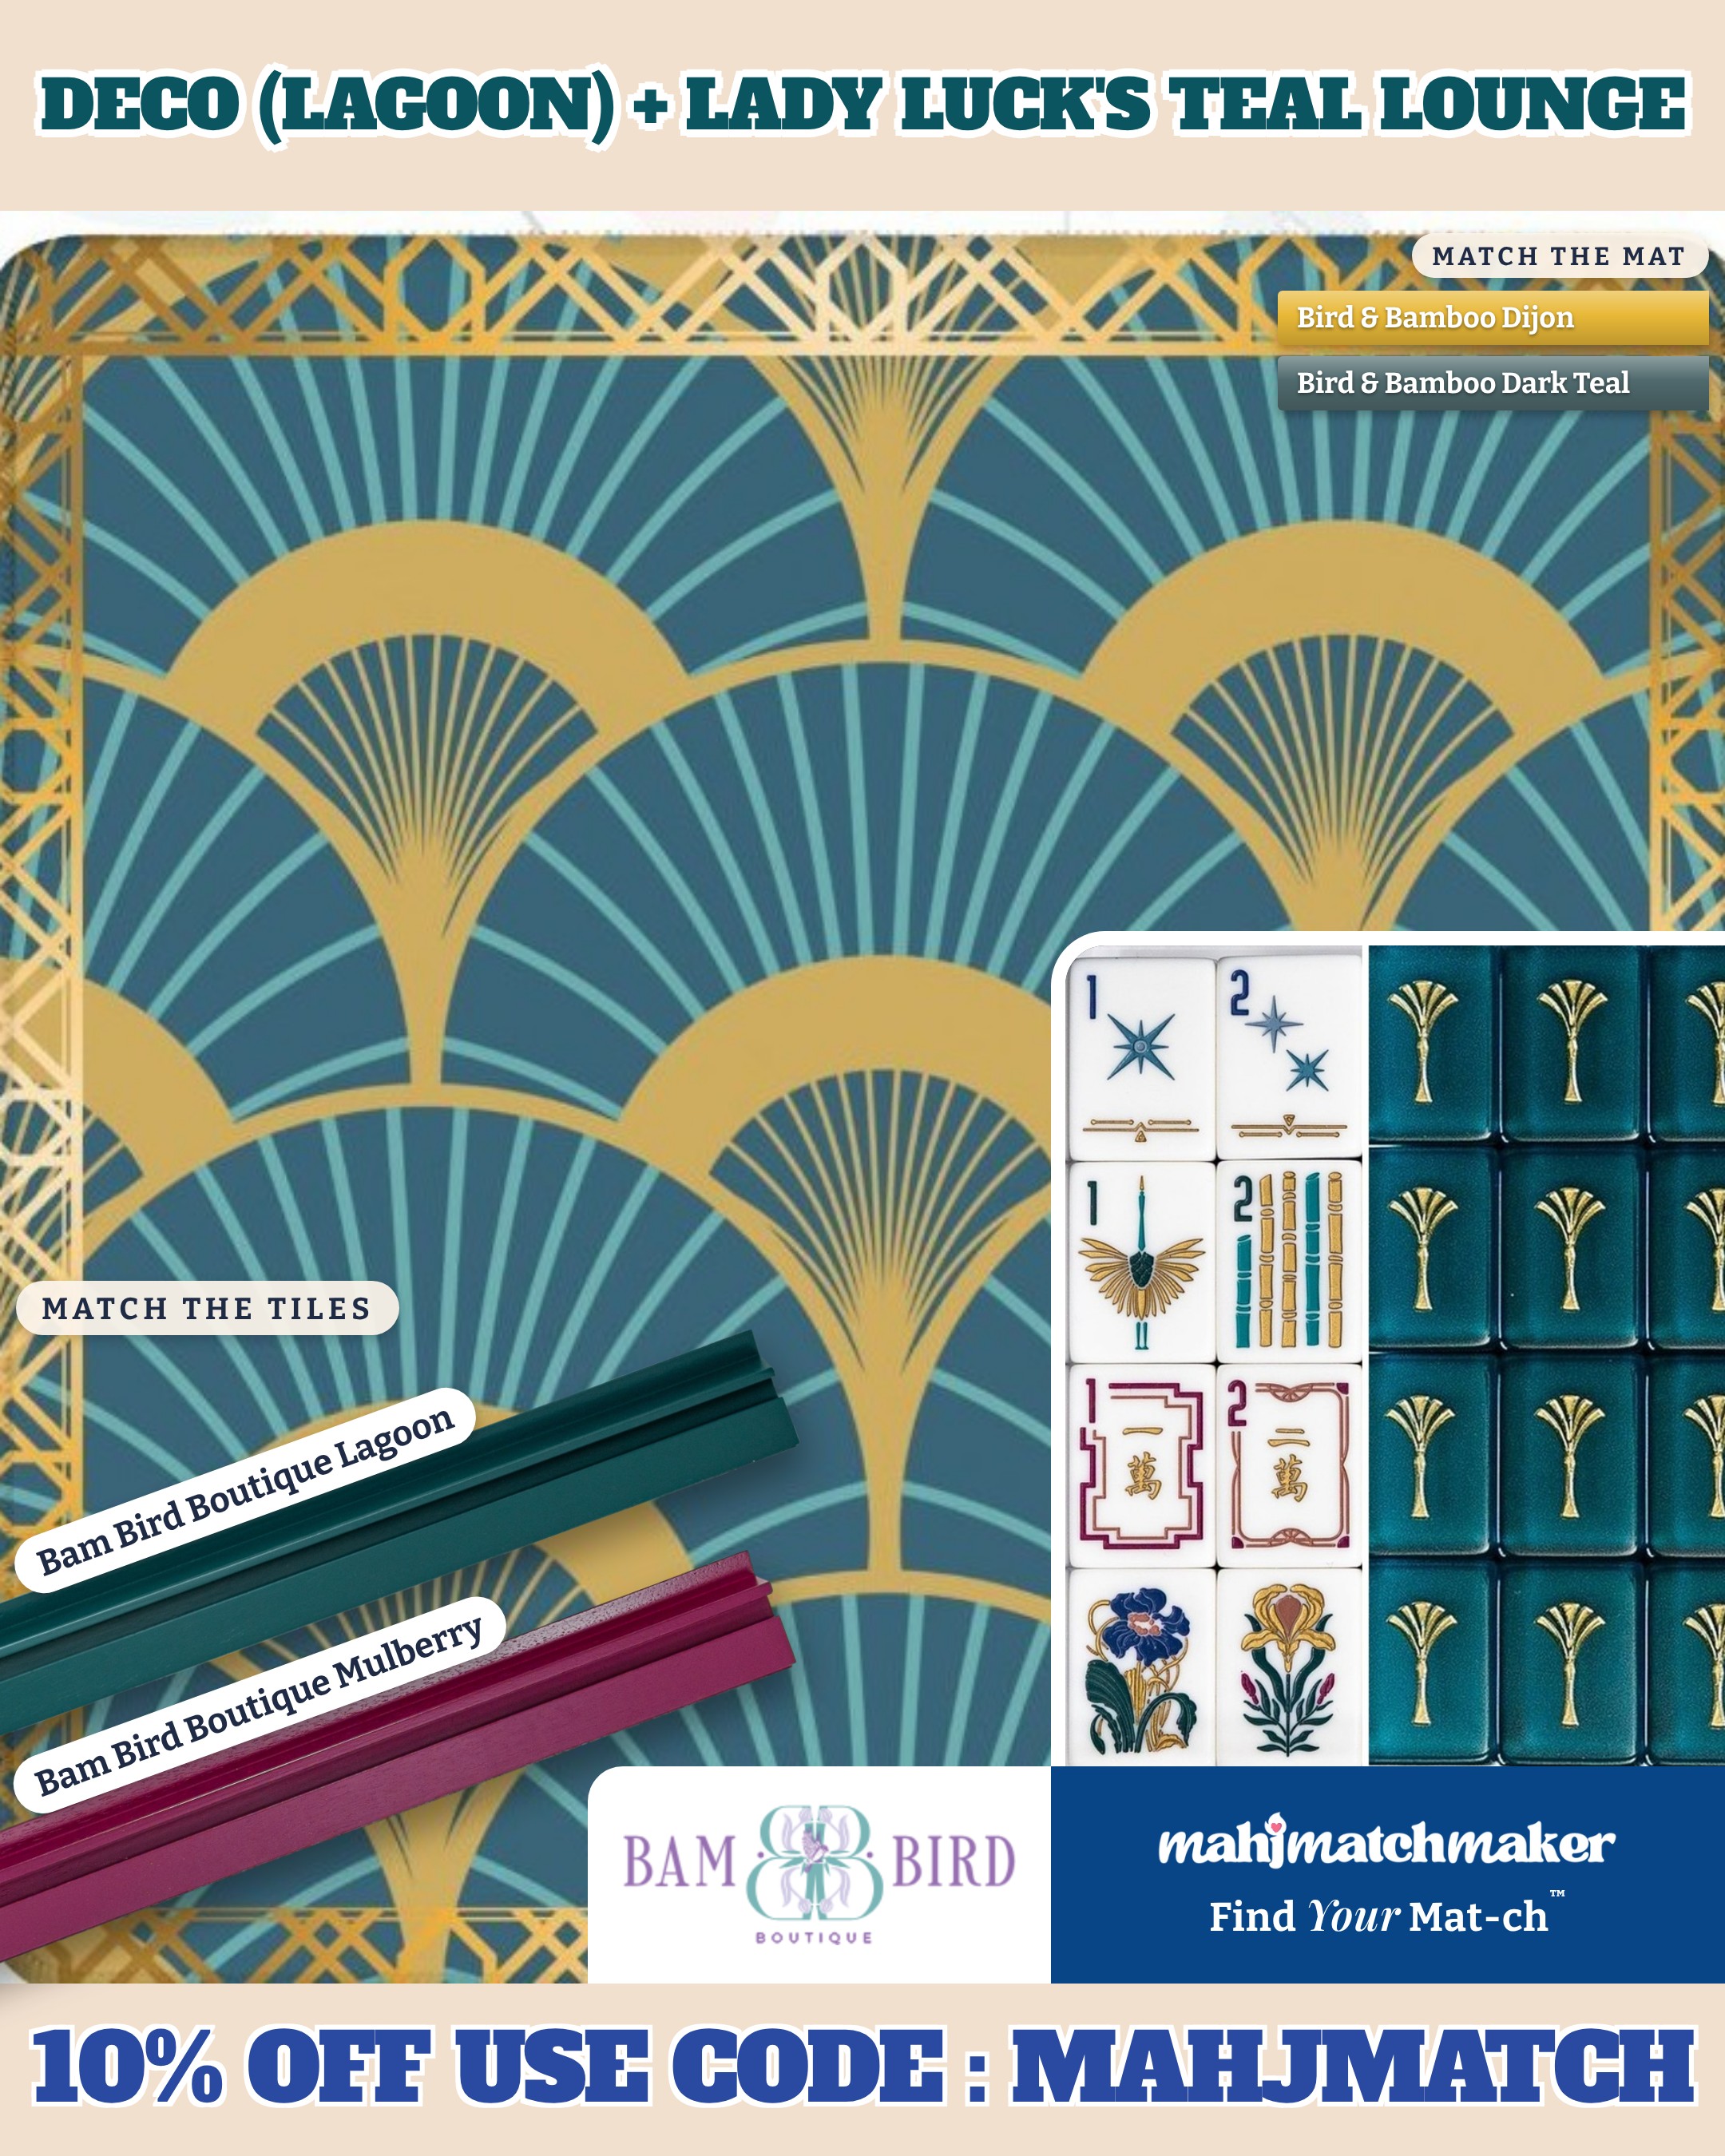 DECO (LAGOON) + LADY LUCK'S TEAL LOUNGE
MATCH THE MAT
Bird & Bamboo Dijon
Bird & Bamboo Dark Teal
1
2
1
2
1
2
一
二
萬
萬
MATCH THE TILES
Bam Bird Boutique Lagoon
Bam Bird Boutique Mulberry
BAM BB BIRD
BOUTIQUE
mahjmatchmaker
Find Your Mat-ch™
10% OFF USE CODE : MAHJMATCH